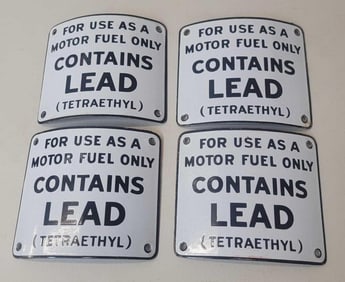 FOR USE AS A
MOTOR FUEL ONLY
CONTAINS
LEAD
(TETRAETHYL)
FOR USE AS A
MOTOR FUEL ONLY
CONTAINS
LEAD
(TETRAETHYL)
FOR USE AS A
MOTOR FUEL ONLY
CONTAINS
LEAD
(TETRAETHYL)
FOR USE AS A
MOTOR FUEL ONLY
CONTAINS
LEAD
(TETRAETHYL)